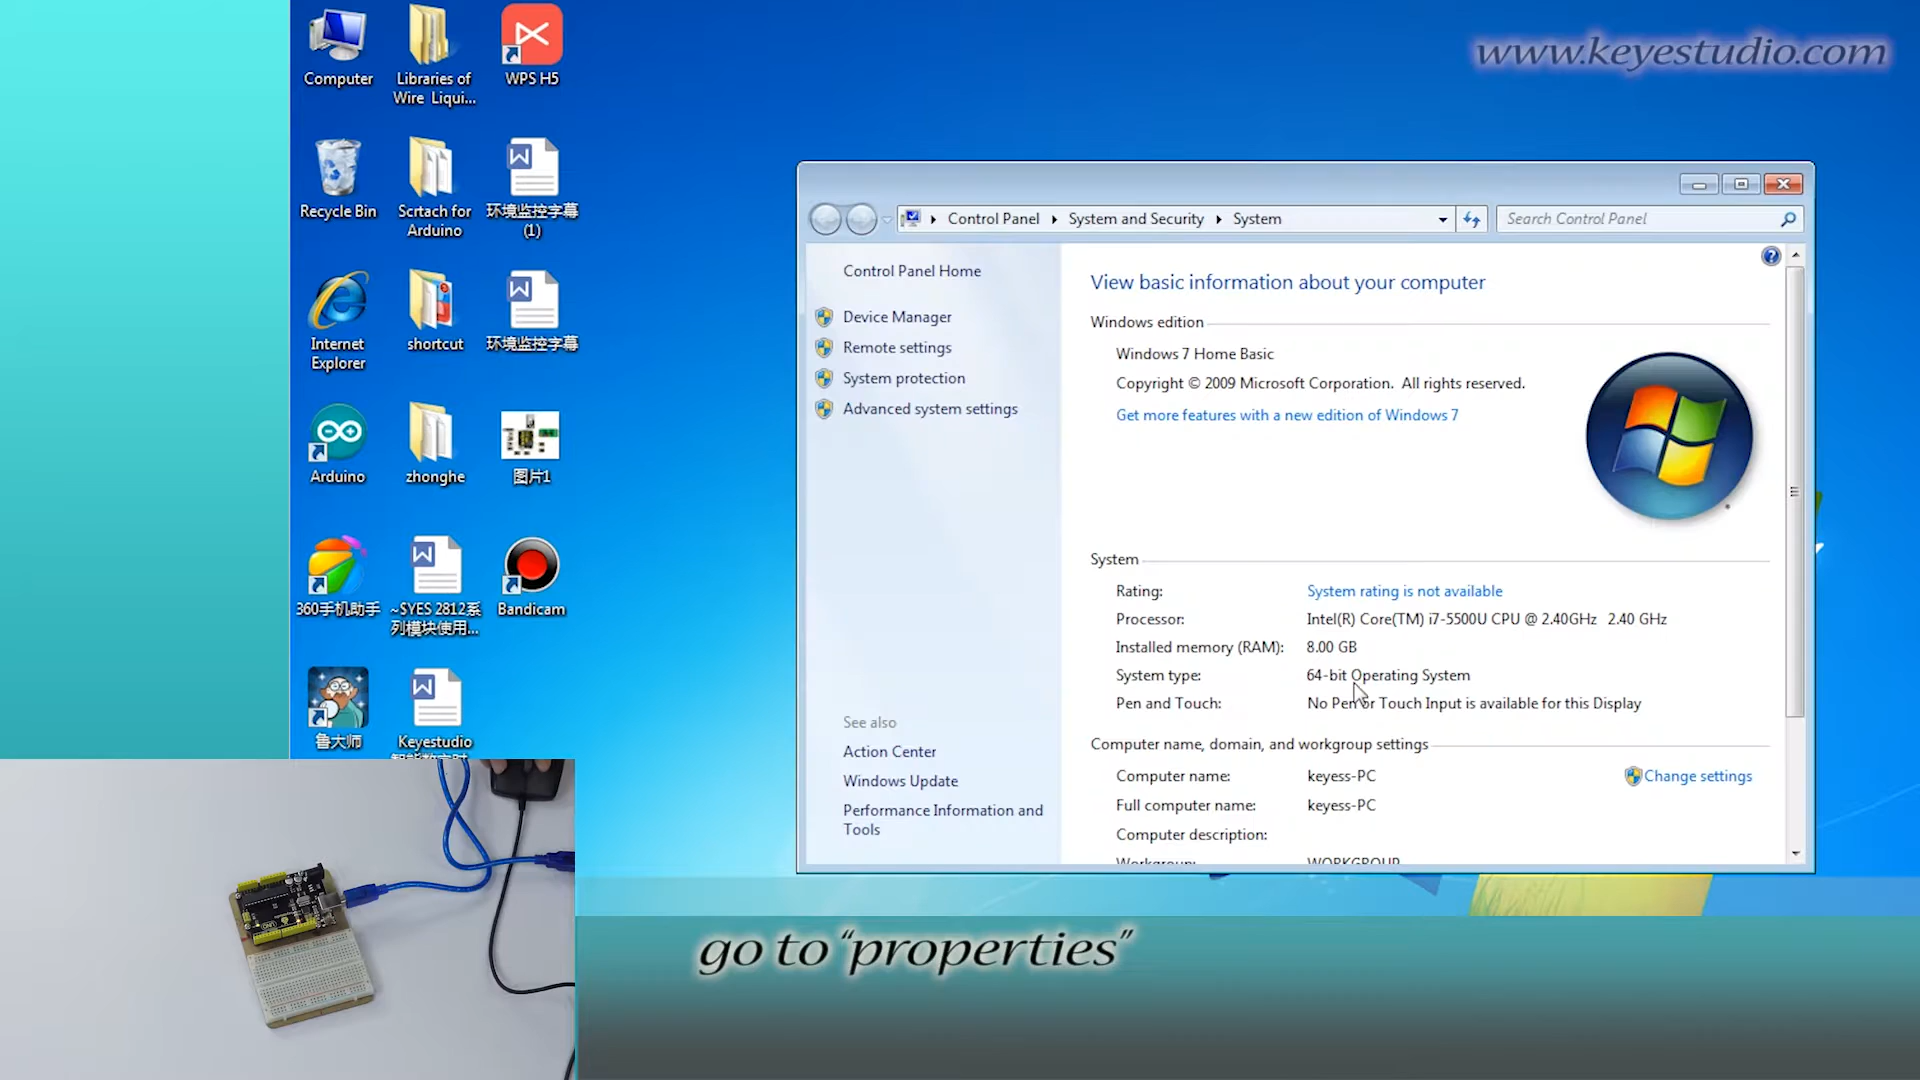 www.keyestudio.com
Computer
Libraries of
Wire Liqui...
WPS H5
Recycle Bin
Scrtach for
Arduino
环境监控字幕
(1)
Internet
Explorer
shortcut
环境监控字幕
Arduino
zhonghe
图片1
360手机助手
~SYES 2812系
列模块使用...
Bandicam
鲁大师
Keyestudio
Control Panel
System and Security
System
Search Control Panel
Control Panel Home
Device Manager
Remote settings
System protection
Advanced system settings
See also
Action Center
Windows Update
Performance Information and
Tools
View basic information about your computer
Windows edition
Windows 7 Home Basic
Copyright © 2009 Microsoft Corporation. All rights reserved.
Get more features with a new edition of Windows 7
System
Rating: System rating is not available
Processor: Intel(R) Core(TM) i7-5500U CPU @ 2.40GHz 2.40 GHz
Installed memory (RAM): 8.00 GB
System type: 64-bit Operating System
Pen and Touch: No Pen or Touch Input is available for this Display
Computer name, domain, and workgroup settings
Computer name: keyess-PC
Change settings
Full computer name: keyess-PC
Computer description:
Workgroup: WORKGROUP
go to“properties”